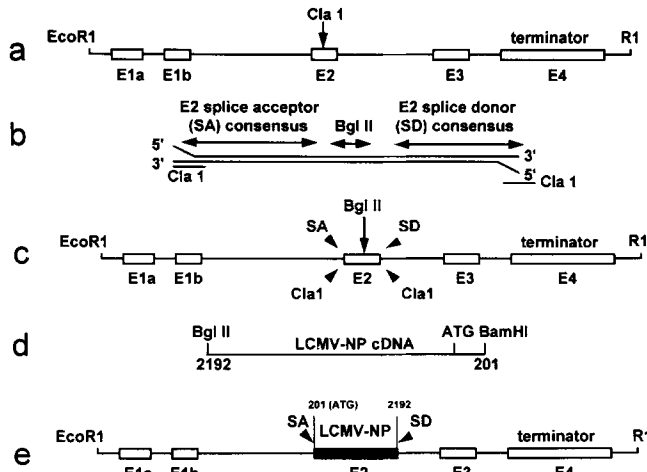 a
Cla 1
EcoR1
terminator
R1
E1a
E1b
E2
E3
E4
b
E2 splice acceptor
(SA) consensus
Bgl II
E2 splice donor
(SD) consensus
5'
3'
3'
5'
Cla 1
Cla 1
c
Bgl II
SA
SD
EcoR1
terminator
R1
E1a
E1b
E2
E3
E4
Cla1
Cla1
d
Bgl II
LCMV-NP cDNA
ATG BamHI
2192
201
e
201 (ATG)
2192
SA
LCMV-NP
SD
EcoR1
terminator
R1
E1a
E1b
E2
E3
E4